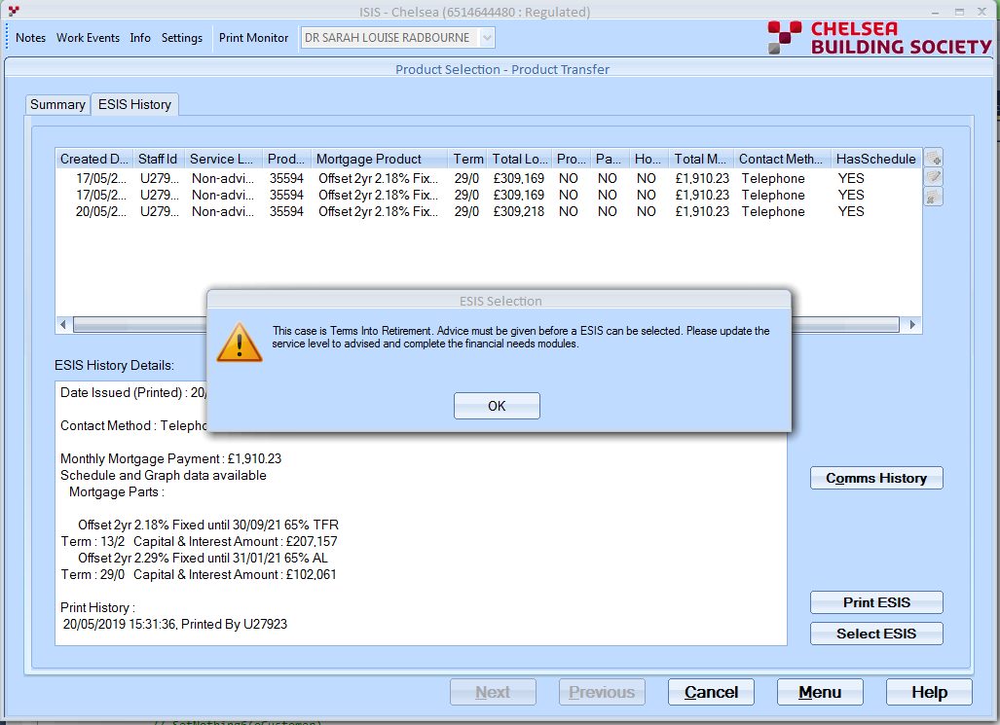 ISIS - Chelsea (6514644480 : Regulated)
Notes Work Events Info Settings Print Monitor DR SARAH LOUISE RADBOURNE
CHELSEA
BUILDING SOCIETY
Product Selection - Product Transfer
Summary ESIS History
Created D... Staff Id Service L... Prod... Mortgage Product Term Total Lo... Pro... Pa... Ho... Total M... Contact Meth... HasSchedule
17/05/2... U279... Non-advi... 35594 Offset 2yr 2.18% Fix... 29/0 £309,169 NO NO NO £1,910.23 Telephone YES
17/05/2... U279... Non-advi... 35594 Offset 2yr 2.18% Fix... 29/0 £309,169 NO NO NO £1,910.23 Telephone YES
20/05/2... U279... Non-advi... 35594 Offset 2yr 2.18% Fix... 29/0 £309,218 NO NO NO £1,910.23 Telephone YES
ESIS Selection
This case is Terms Into Retirement. Advice must be given before a ESIS can be selected. Please update the
service level to advised and complete the financial needs modules.
OK
ESIS History Details:
Date Issued (Printed) : 20/
Contact Method : Telepho
Monthly Mortgage Payment : £1,910.23
Schedule and Graph data available
Mortgage Parts :
Offset 2yr 2.18% Fixed until 30/09/21 65% TFR
Term : 13/2 Capital & Interest Amount : £207,157
Offset 2yr 2.29% Fixed until 31/01/21 65% AL
Term : 29/0 Capital & Interest Amount : £102,061
Print History :
20/05/2019 15:31:36, Printed By U27923
Comms History
Print ESIS
Select ESIS
Next Previous Cancel Menu Help